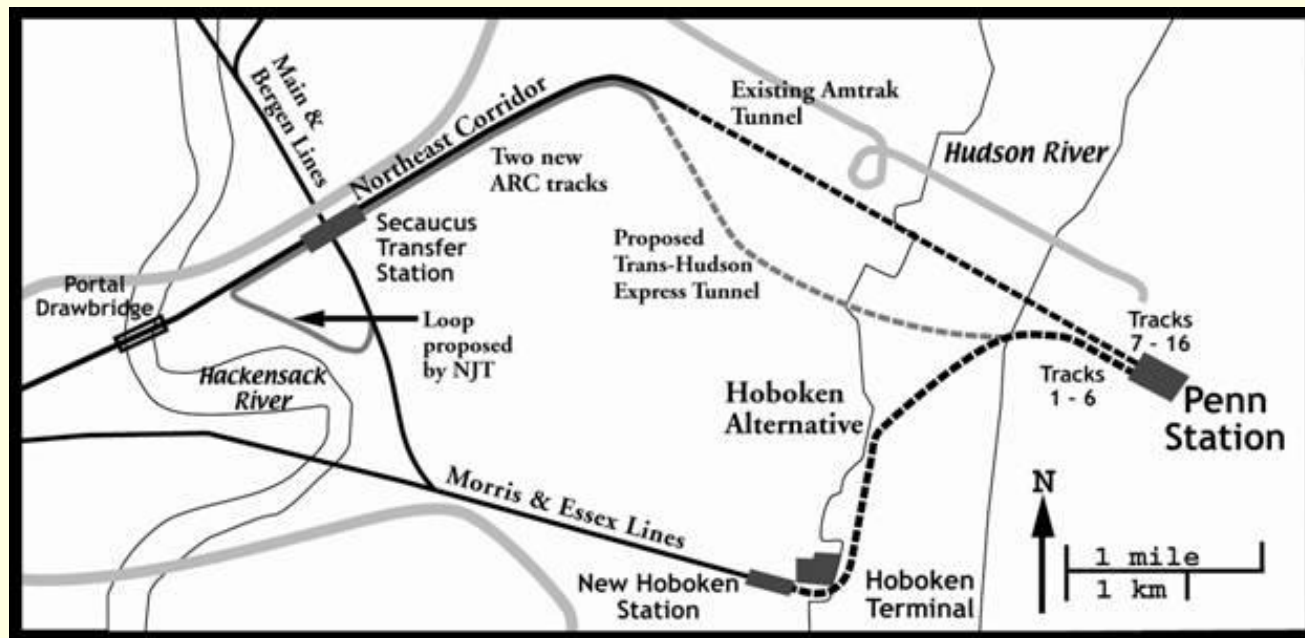 Main &
Bergen Lines
Northeast Corridor
Existing Amtrak
Tunnel
Hudson River
Two new
ARC tracks
Secaucus
Transfer
Station
Proposed
Trans-Hudson
Express Tunnel
Portal
Drawbridge
Loop
proposed
by NJT
Tracks
7 - 16
Hackensack
River
Tracks
1 - 6
Penn
Station
Hoboken
Alternative
Morris & Essex Lines
N
1 mile
1 km
New Hoboken
Station
Hoboken
Terminal